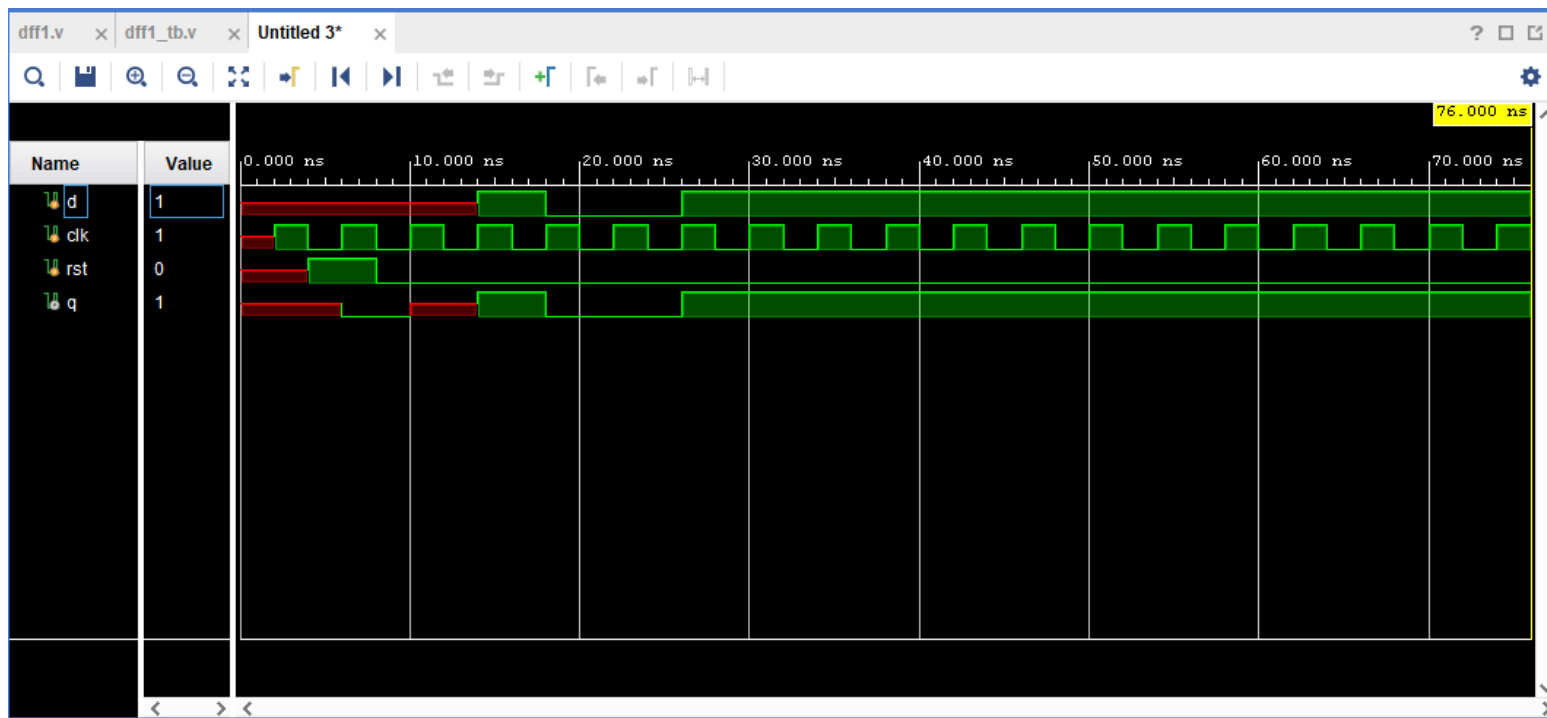 dff1.v × dff1_tb.v × Untitled 3* × ?
76.000 ns
Name Value 0.000 ns 10.000 ns 20.000 ns 30.000 ns 40.000 ns 50.000 ns 60.000 ns 70.000 ns
d 1
clk 1
rst 0
q 1